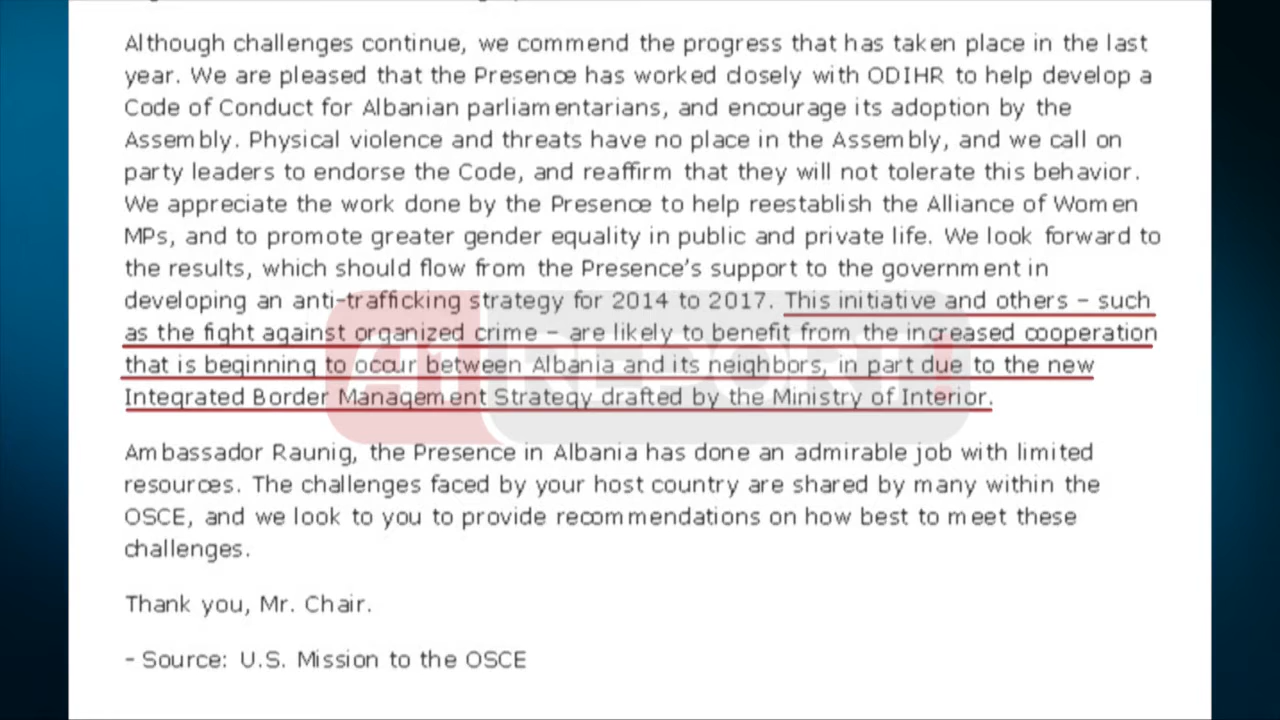 Although challenges continue, we commend the progress that has taken place in the last
year. We are pleased that the Presence has worked closely with ODIHR to help develop a
Code of Conduct for Albanian parliamentarians, and encourage its adoption by the
Assembly. Physical violence and threats have no place in the Assembly, and we call on
party leaders to endorse the Code, and reaffirm that they will not tolerate this behavior.
We appreciate the work done by the Presence to help reestablish the Alliance of Women
MPs, and to promote greater gender equality in public and private life. We look forward to
the results, which should flow from the Presence’s support to the government in
developing an anti-trafficking strategy for 2014 to 2017. This initiative and others – such
as the fight against organized crime – are likely to benefit from the increased cooperation
that is beginning to occur between Albania and its neighbors, in part due to the new
Integrated Border Management Strategy drafted by the Ministry of Interior.
Ambassador Raunig, the Presence in Albania has done an admirable job with limited
resources. The challenges faced by your host country are shared by many within the
OSCE, and we look to you to provide recommendations on how best to meet these
challenges.
Thank you, Mr. Chair.
– Source: U.S. Mission to the OSCE